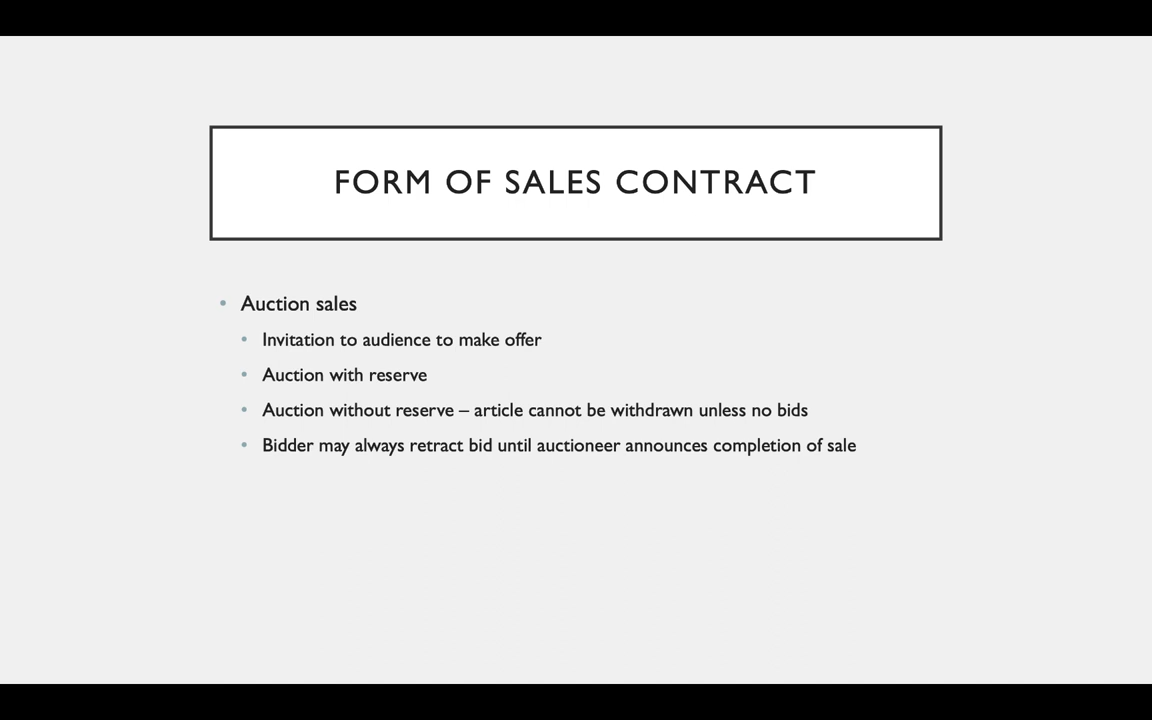 FORM OF SALES CONTRACT
• Auction sales
• Invitation to audience to make offer
• Auction with reserve
• Auction without reserve – article cannot be withdrawn unless no bids
• Bidder may always retract bid until auctioneer announces completion of sale